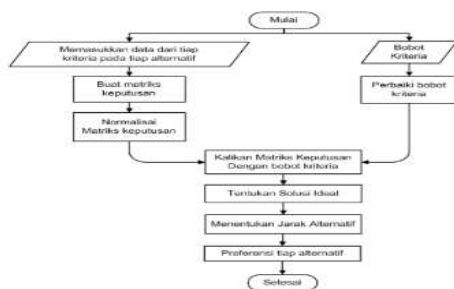 Mulai
Memasukkan data dari tiap
kriteria pada tiap alternatif
Bobot
Kriteria
Buat matriks
keputusan
Perbaiki bobot
kriteria
Normalisai
Matriks keputusan
Kalikan Matriks Keputusan
Dengan bobot kriteria
Tentukan Solusi Ideal
Menentukan Jarak Alternatif
Preferensi tiap alternatif
Selesai